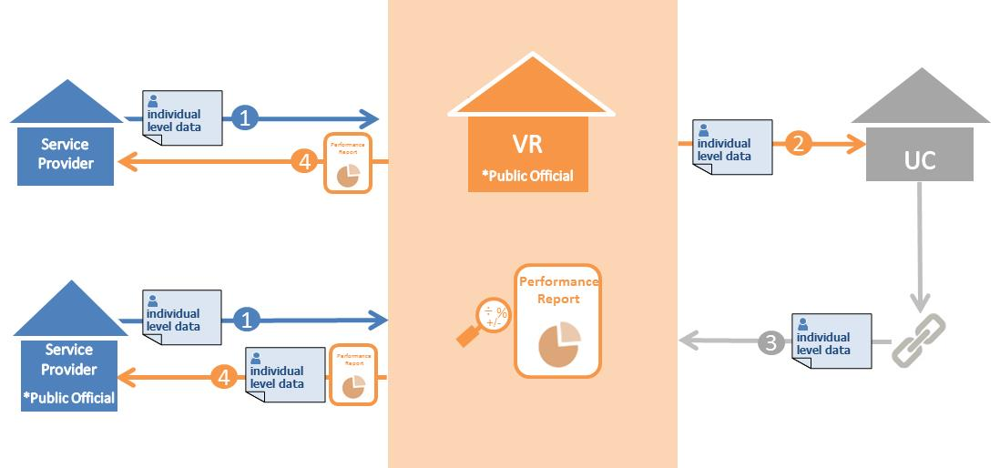 individual
level data
1
Service
Provider
4
Performance
Report
VR
*Public Official
individual
level data
2
UC
individual
level data
1
Service
Provider
*Public Official
4
individual
level data
Performance
Report
÷ %
+/-
Performance
Report
3
individual
level data